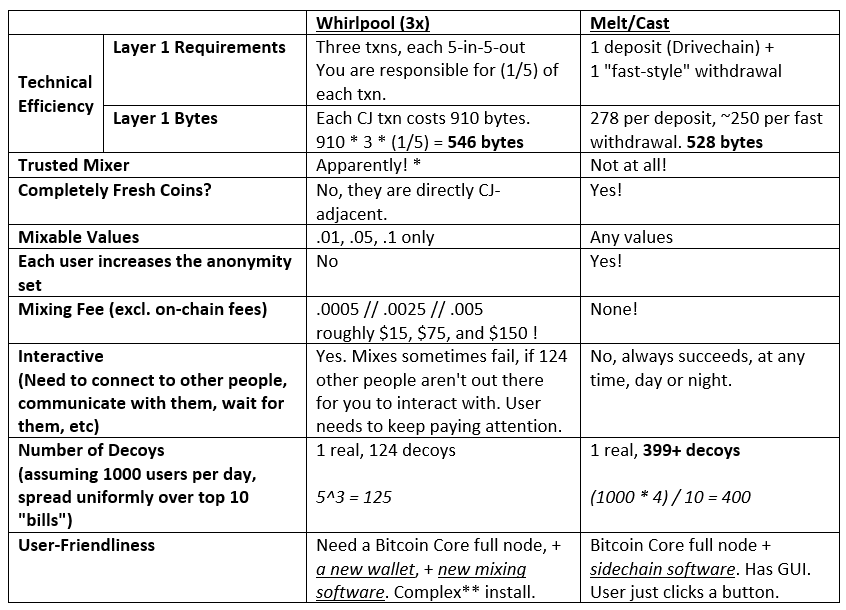 Whirlpool (3x)
Melt/Cast
Technical
Efficiency
Layer 1 Requirements
Three txns, each 5-in-5-out
You are responsible for (1/5) of
each txn.
1 deposit (Drivechain) +
1 "fast-style" withdrawal
Layer 1 Bytes
Each CJ txn costs 910 bytes.
910 * 3 * (1/5) = 546 bytes
278 per deposit, ~250 per fast
withdrawal. 528 bytes
Trusted Mixer
Apparently! *
Not at all!
Completely Fresh Coins?
No, they are directly CJ-
adjacent.
Yes!
Mixable Values
.01, .05, .1 only
Any values
Each user increases the anonymity
set
No
Yes!
Mixing Fee (excl. on-chain fees)
.0005 // .0025 // .005
roughly $15, $75, and $150 !
None!
Interactive
(Need to connect to other people,
communicate with them, wait for
them, etc)
Yes. Mixes sometimes fail, if 124
other people aren't out there
for you to interact with. User
needs to keep paying attention.
No, always succeeds, at any
time, day or night.
Number of Decoys
(assuming 1000 users per day,
spread uniformly over top 10
"bills")
1 real, 124 decoys
5^3 = 125
1 real, 399+ decoys
(1000 * 4) / 10 = 400
User-Friendliness
Need a Bitcoin Core full node, +
a new wallet, + new mixing
software. Complex** install.
Bitcoin Core full node +
sidechain software. Has GUI.
User just clicks a button.